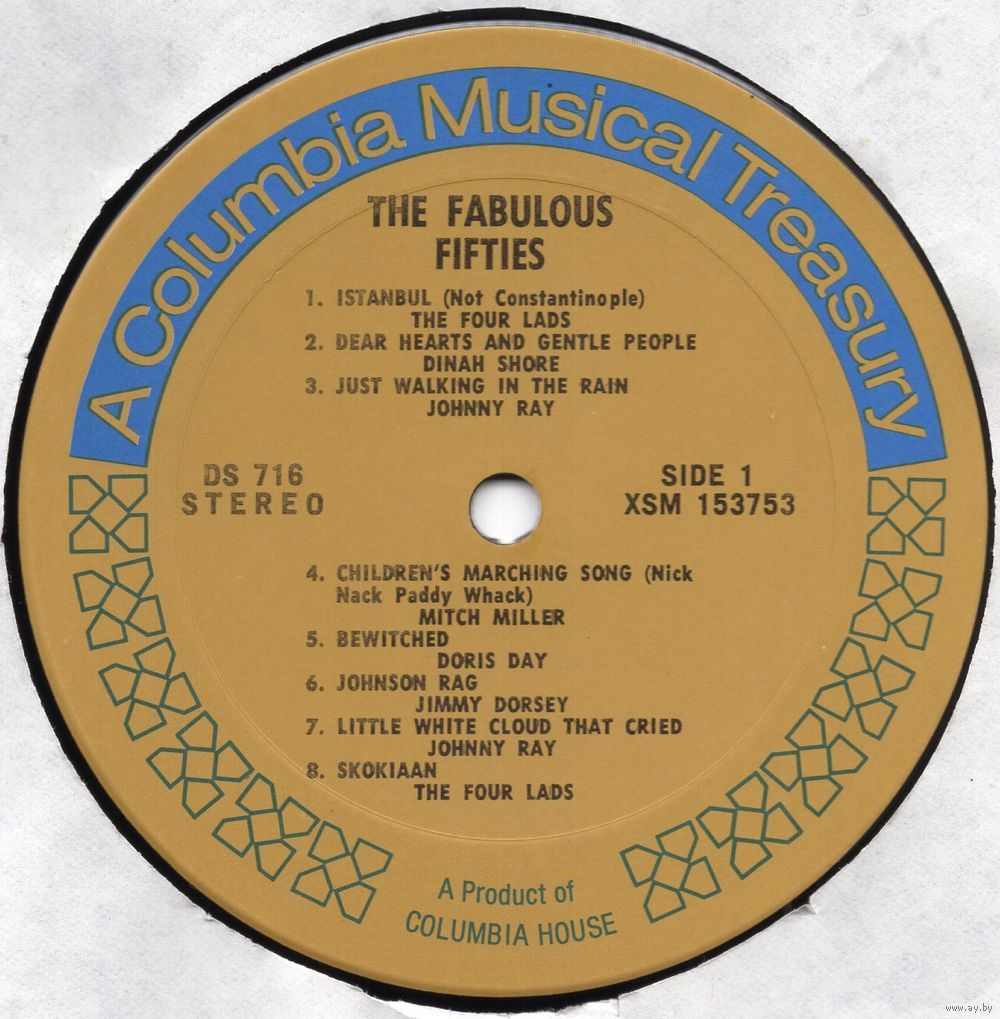 A Columbia Musical Treasury
THE FABULOUS
FIFTIES
1. ISTANBUL (Not Constantinople)
THE FOUR LADS
2. DEAR HEARTS AND GENTLE PEOPLE
DINAH SHORE
3. JUST WALKING IN THE RAIN
JOHNNY RAY
DS 716
STEREO
SIDE 1
XSM 153753
4. CHILDREN'S MARCHING SONG (Nick
Nack Paddy Whack)
MITCH MILLER
5. BEWITCHED
DORIS DAY
6. JOHNSON RAG
JIMMY DORSEY
7. LITTLE WHITE CLOUD THAT CRIED
JOHNNY RAY
8. SKOKIAAN
THE FOUR LADS
A Product of
COLUMBIA HOUSE
www.ay.by